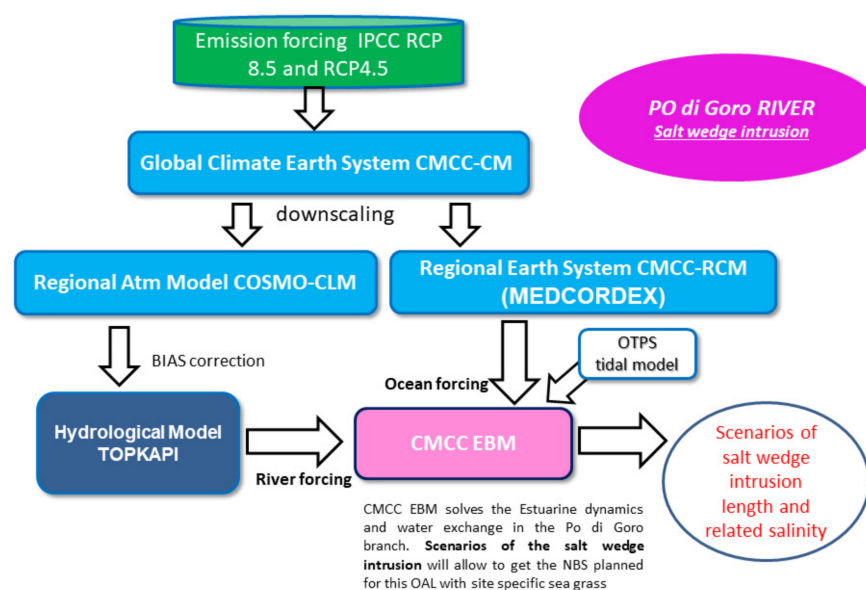 Emission forcing IPCC RCP
8.5 and RCP4.5
PO di Goro RIVER
Salt wedge intrusion
Global Climate Earth System CMCC-CM
downscaling
Regional Atm Model COSMO-CLM
Regional Earth System CMCC-RCM
(MEDCORDEX)
BIAS correction
OTPS
tidal model
Ocean forcing
Hydrological Model
TOPKAPI
River forcing
CMCC EBM
Scenarios of
salt wedge
intrusion
length and
related salinity
CMCC EBM solves the Estuarine dynamics
and water exchange in the Po di Goro
branch. Scenarios of the salt wedge
intrusion will allow to get the NBS planned
for this OAL with site specific sea grass